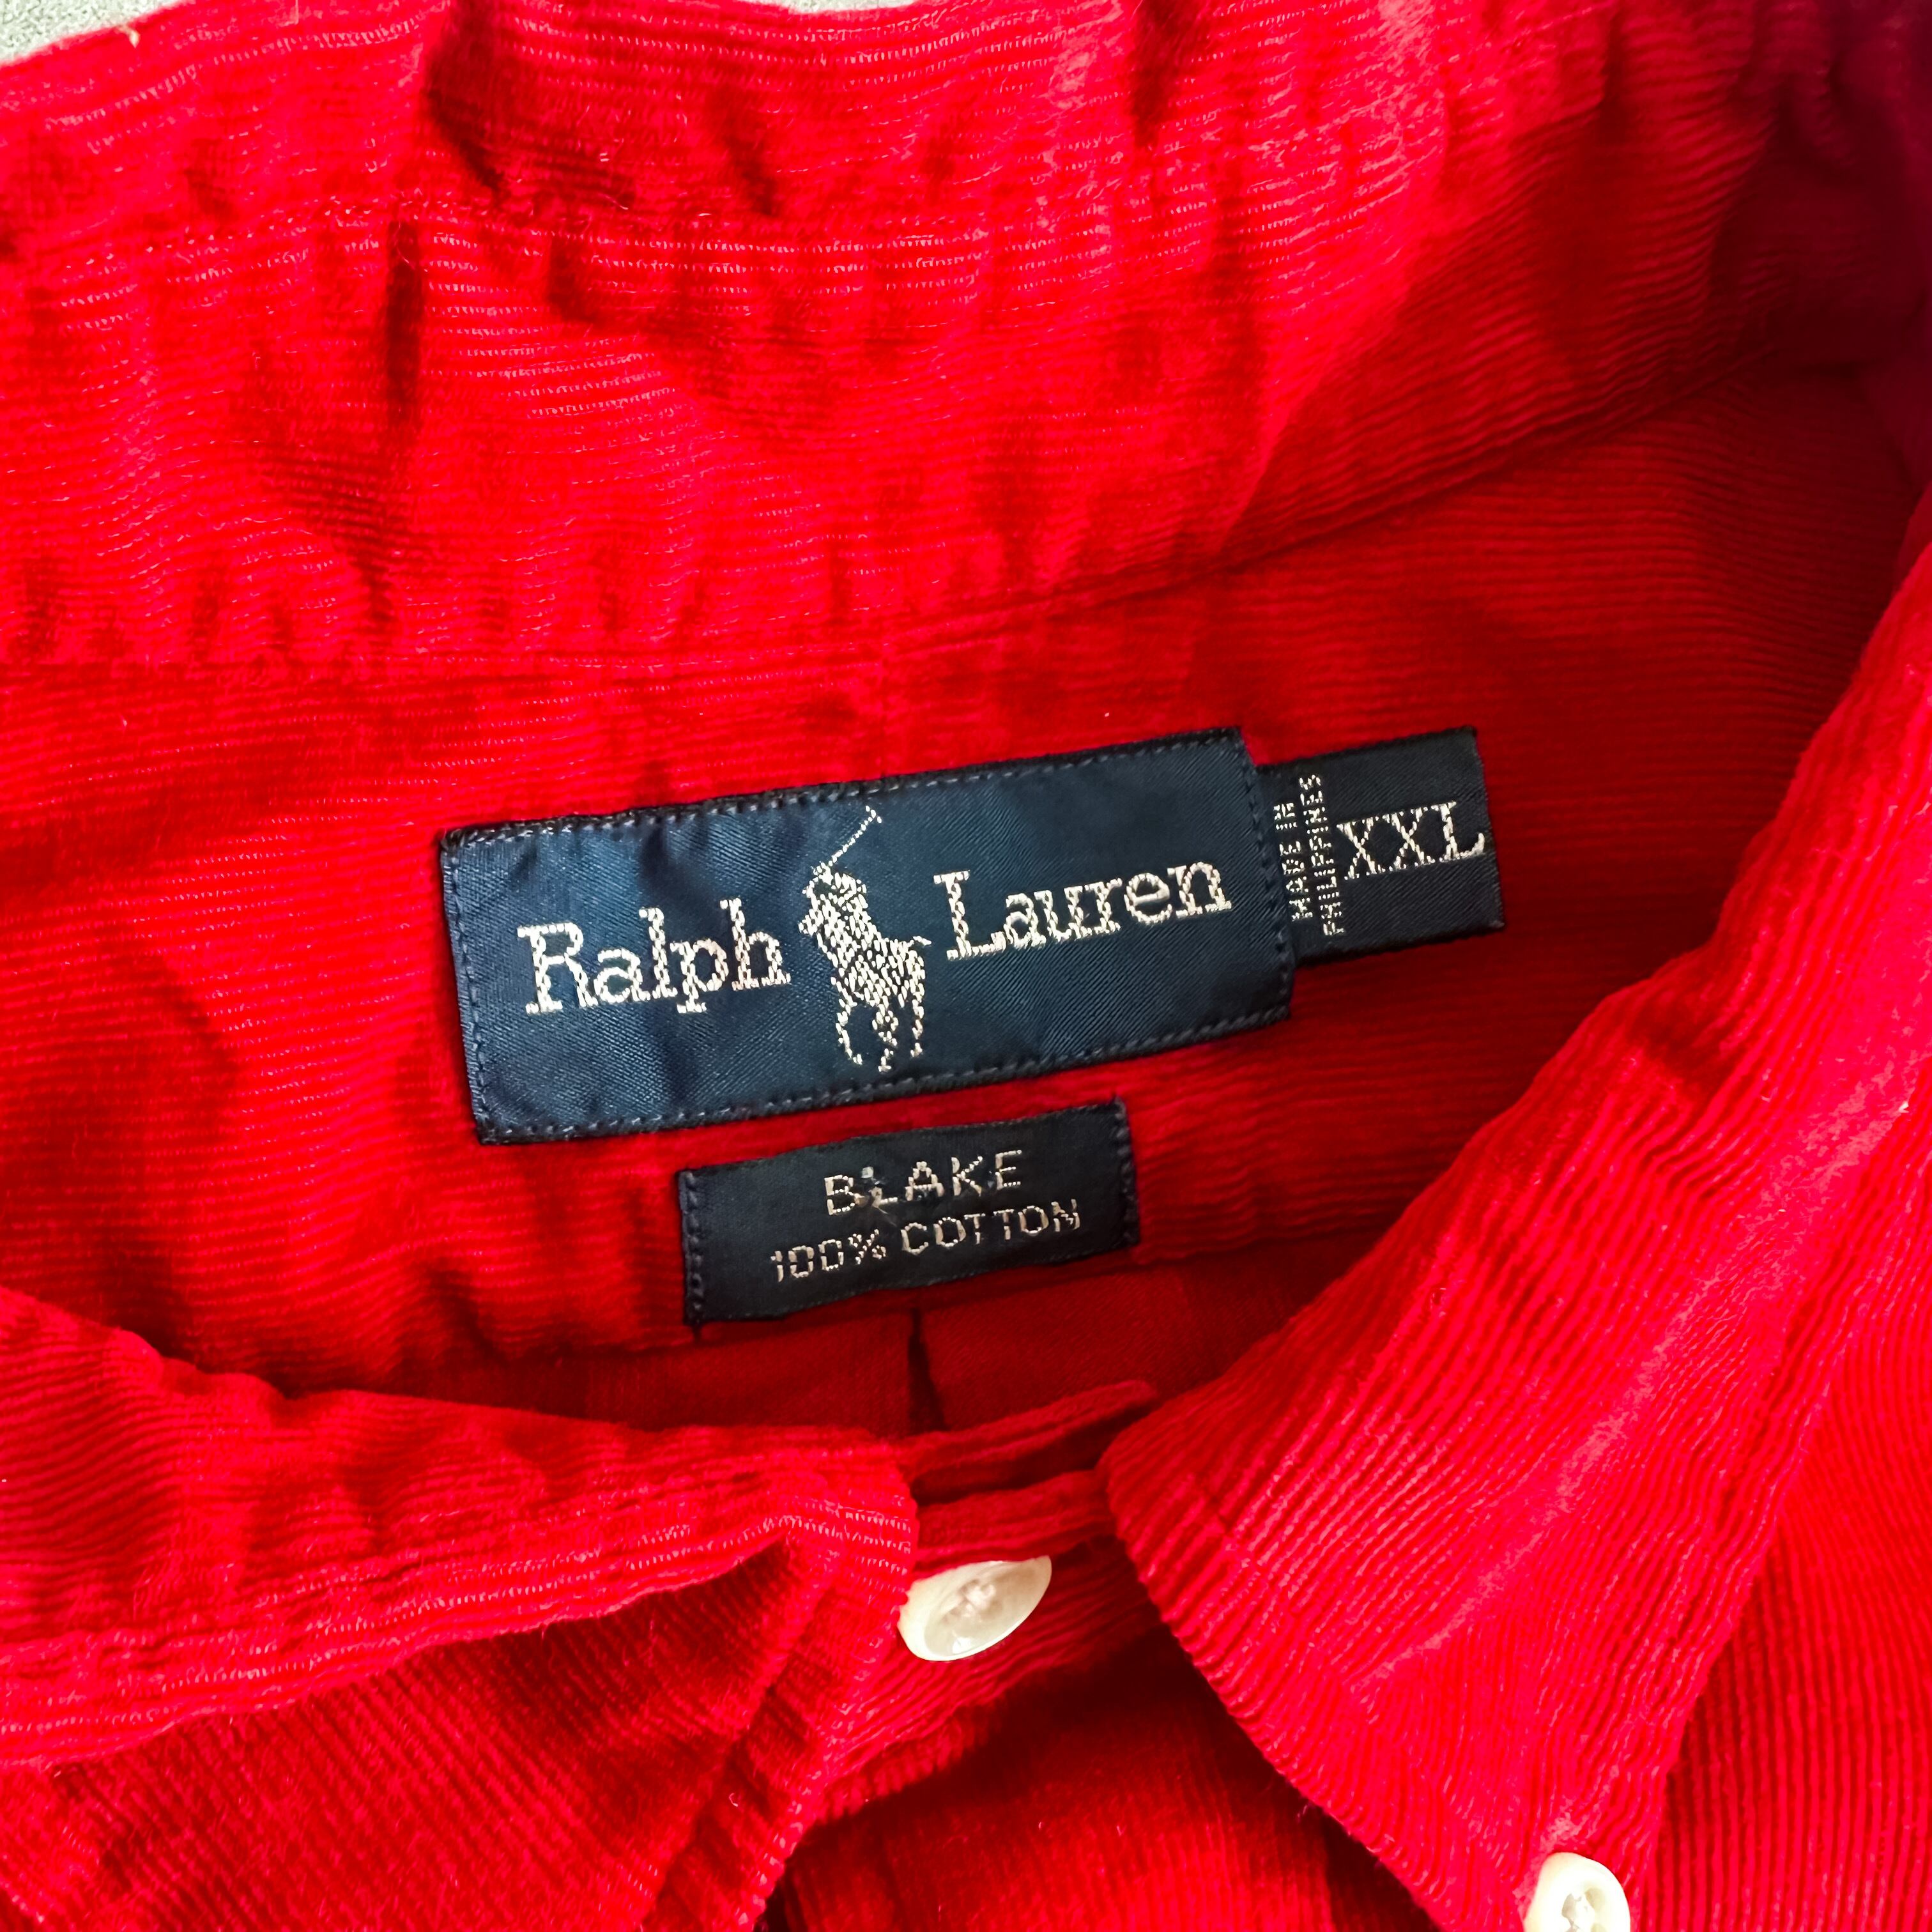 Ralph Lauren
MADE IN
PHILIPPINES
XXL
BLAKE
100% COTTON